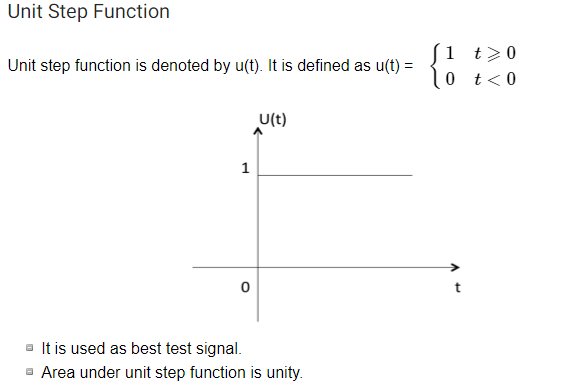 Unit Step Function
Unit step function is denoted by u(t). It is defined as u(t) = { 1 t ⩾ 0
0 t < 0
U(t)
1
0
t
It is used as best test signal.
Area under unit step function is unity.